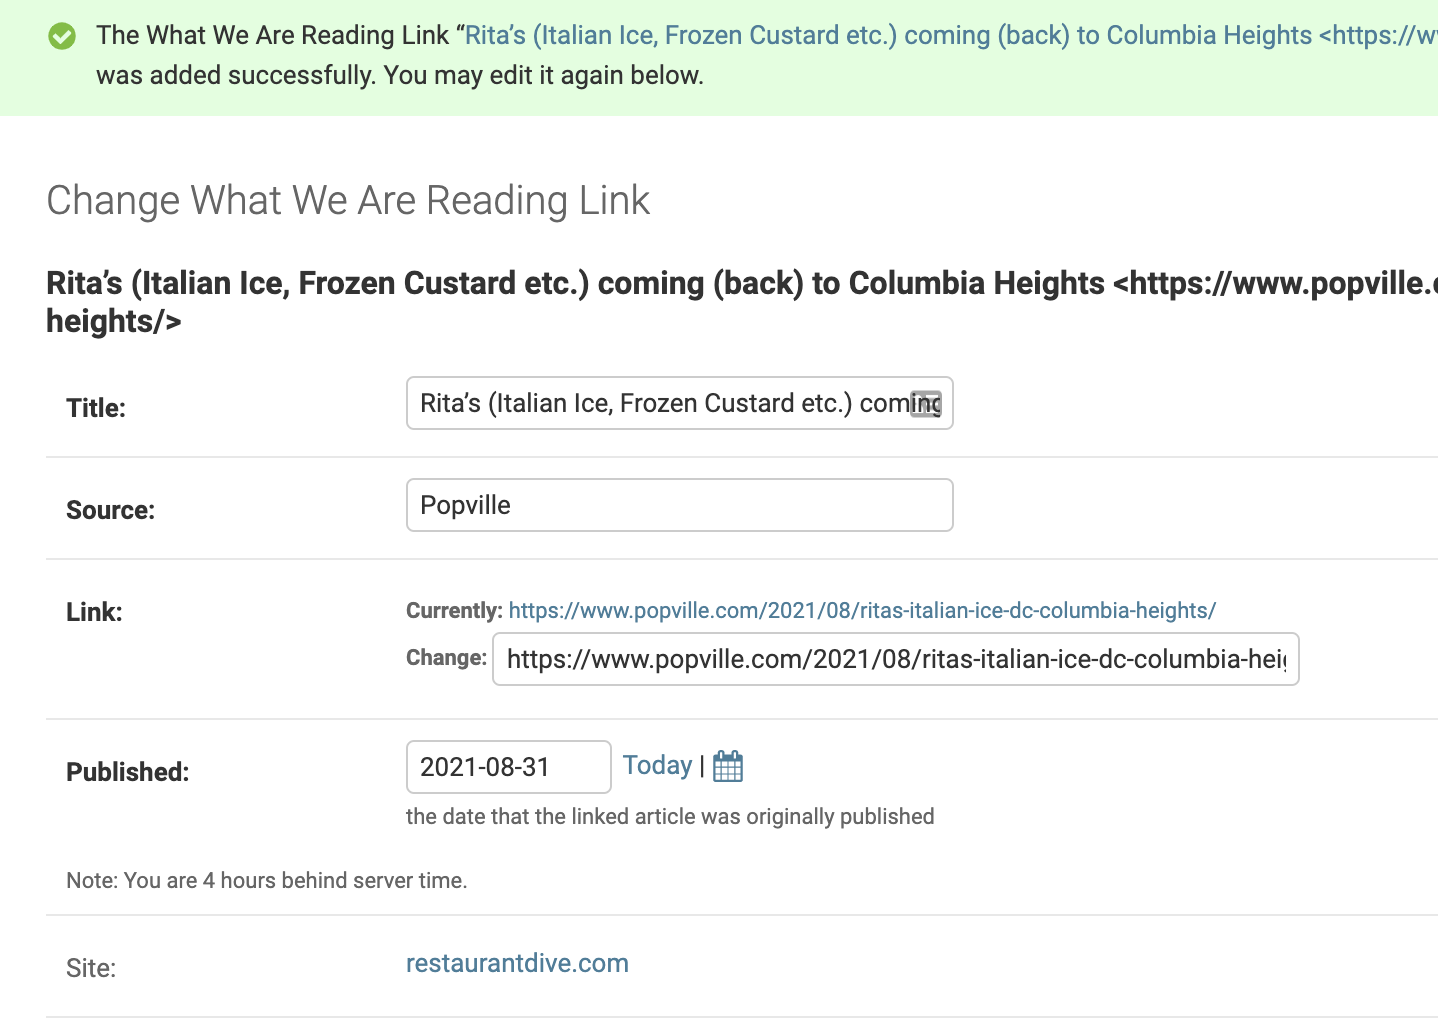 The What We Are Reading Link “Rita’s (Italian Ice, Frozen Custard etc.) coming (back) to Columbia Heights <https://w
was added successfully. You may edit it again below.
Change What We Are Reading Link
Rita’s (Italian Ice, Frozen Custard etc.) coming (back) to Columbia Heights <https://www.popville.c
heights/>
Title:
Rita’s (Italian Ice, Frozen Custard etc.) coming
Source:
Popville
Link:
Currently: https://www.popville.com/2021/08/ritas-italian-ice-dc-columbia-heights/
Change: https://www.popville.com/2021/08/ritas-italian-ice-dc-columbia-heig
Published:
2021-08-31 Today |
the date that the linked article was originally published
Note: You are 4 hours behind server time.
Site:
restaurantdive.com